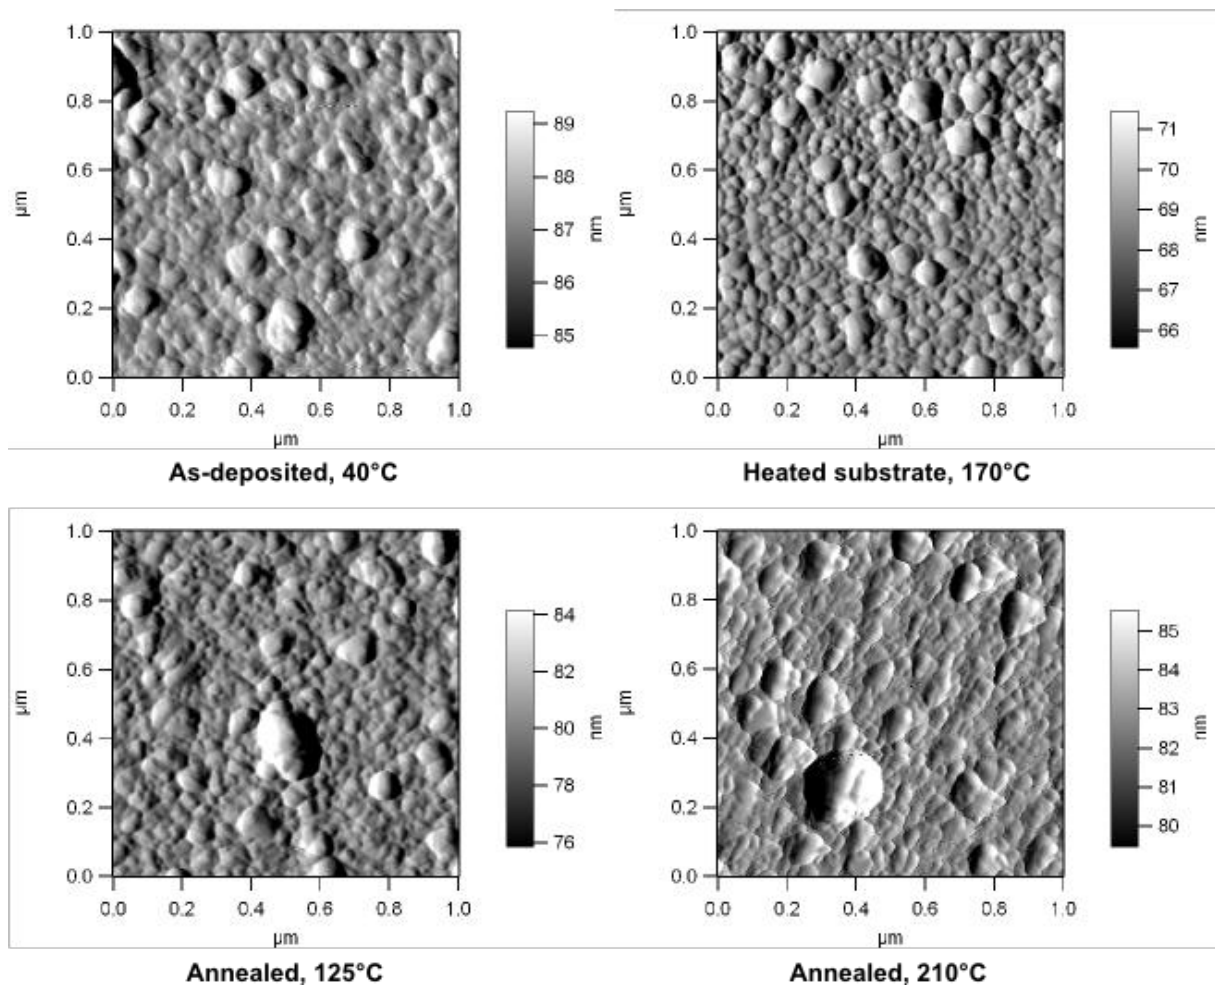 1.0
0.8
0.6
0.4
0.2
0.0
µm
0.0 0.2 0.4 0.6 0.8 1.0
µm
89
88
87
86
85
nm
As-deposited, 40°C
1.0
0.8
0.6
0.4
0.2
0.0
µm
0.0 0.2 0.4 0.6 0.8 1.0
µm
71
70
69
68
67
66
nm
Heated substrate, 170°C
1.0
0.8
0.6
0.4
0.2
0.0
µm
0.0 0.2 0.4 0.6 0.8 1.0
µm
84
82
80
78
76
nm
Annealed, 125°C
1.0
0.8
0.6
0.4
0.2
0.0
µm
0.0 0.2 0.4 0.6 0.8 1.0
µm
85
84
83
82
81
80
nm
Annealed, 210°C